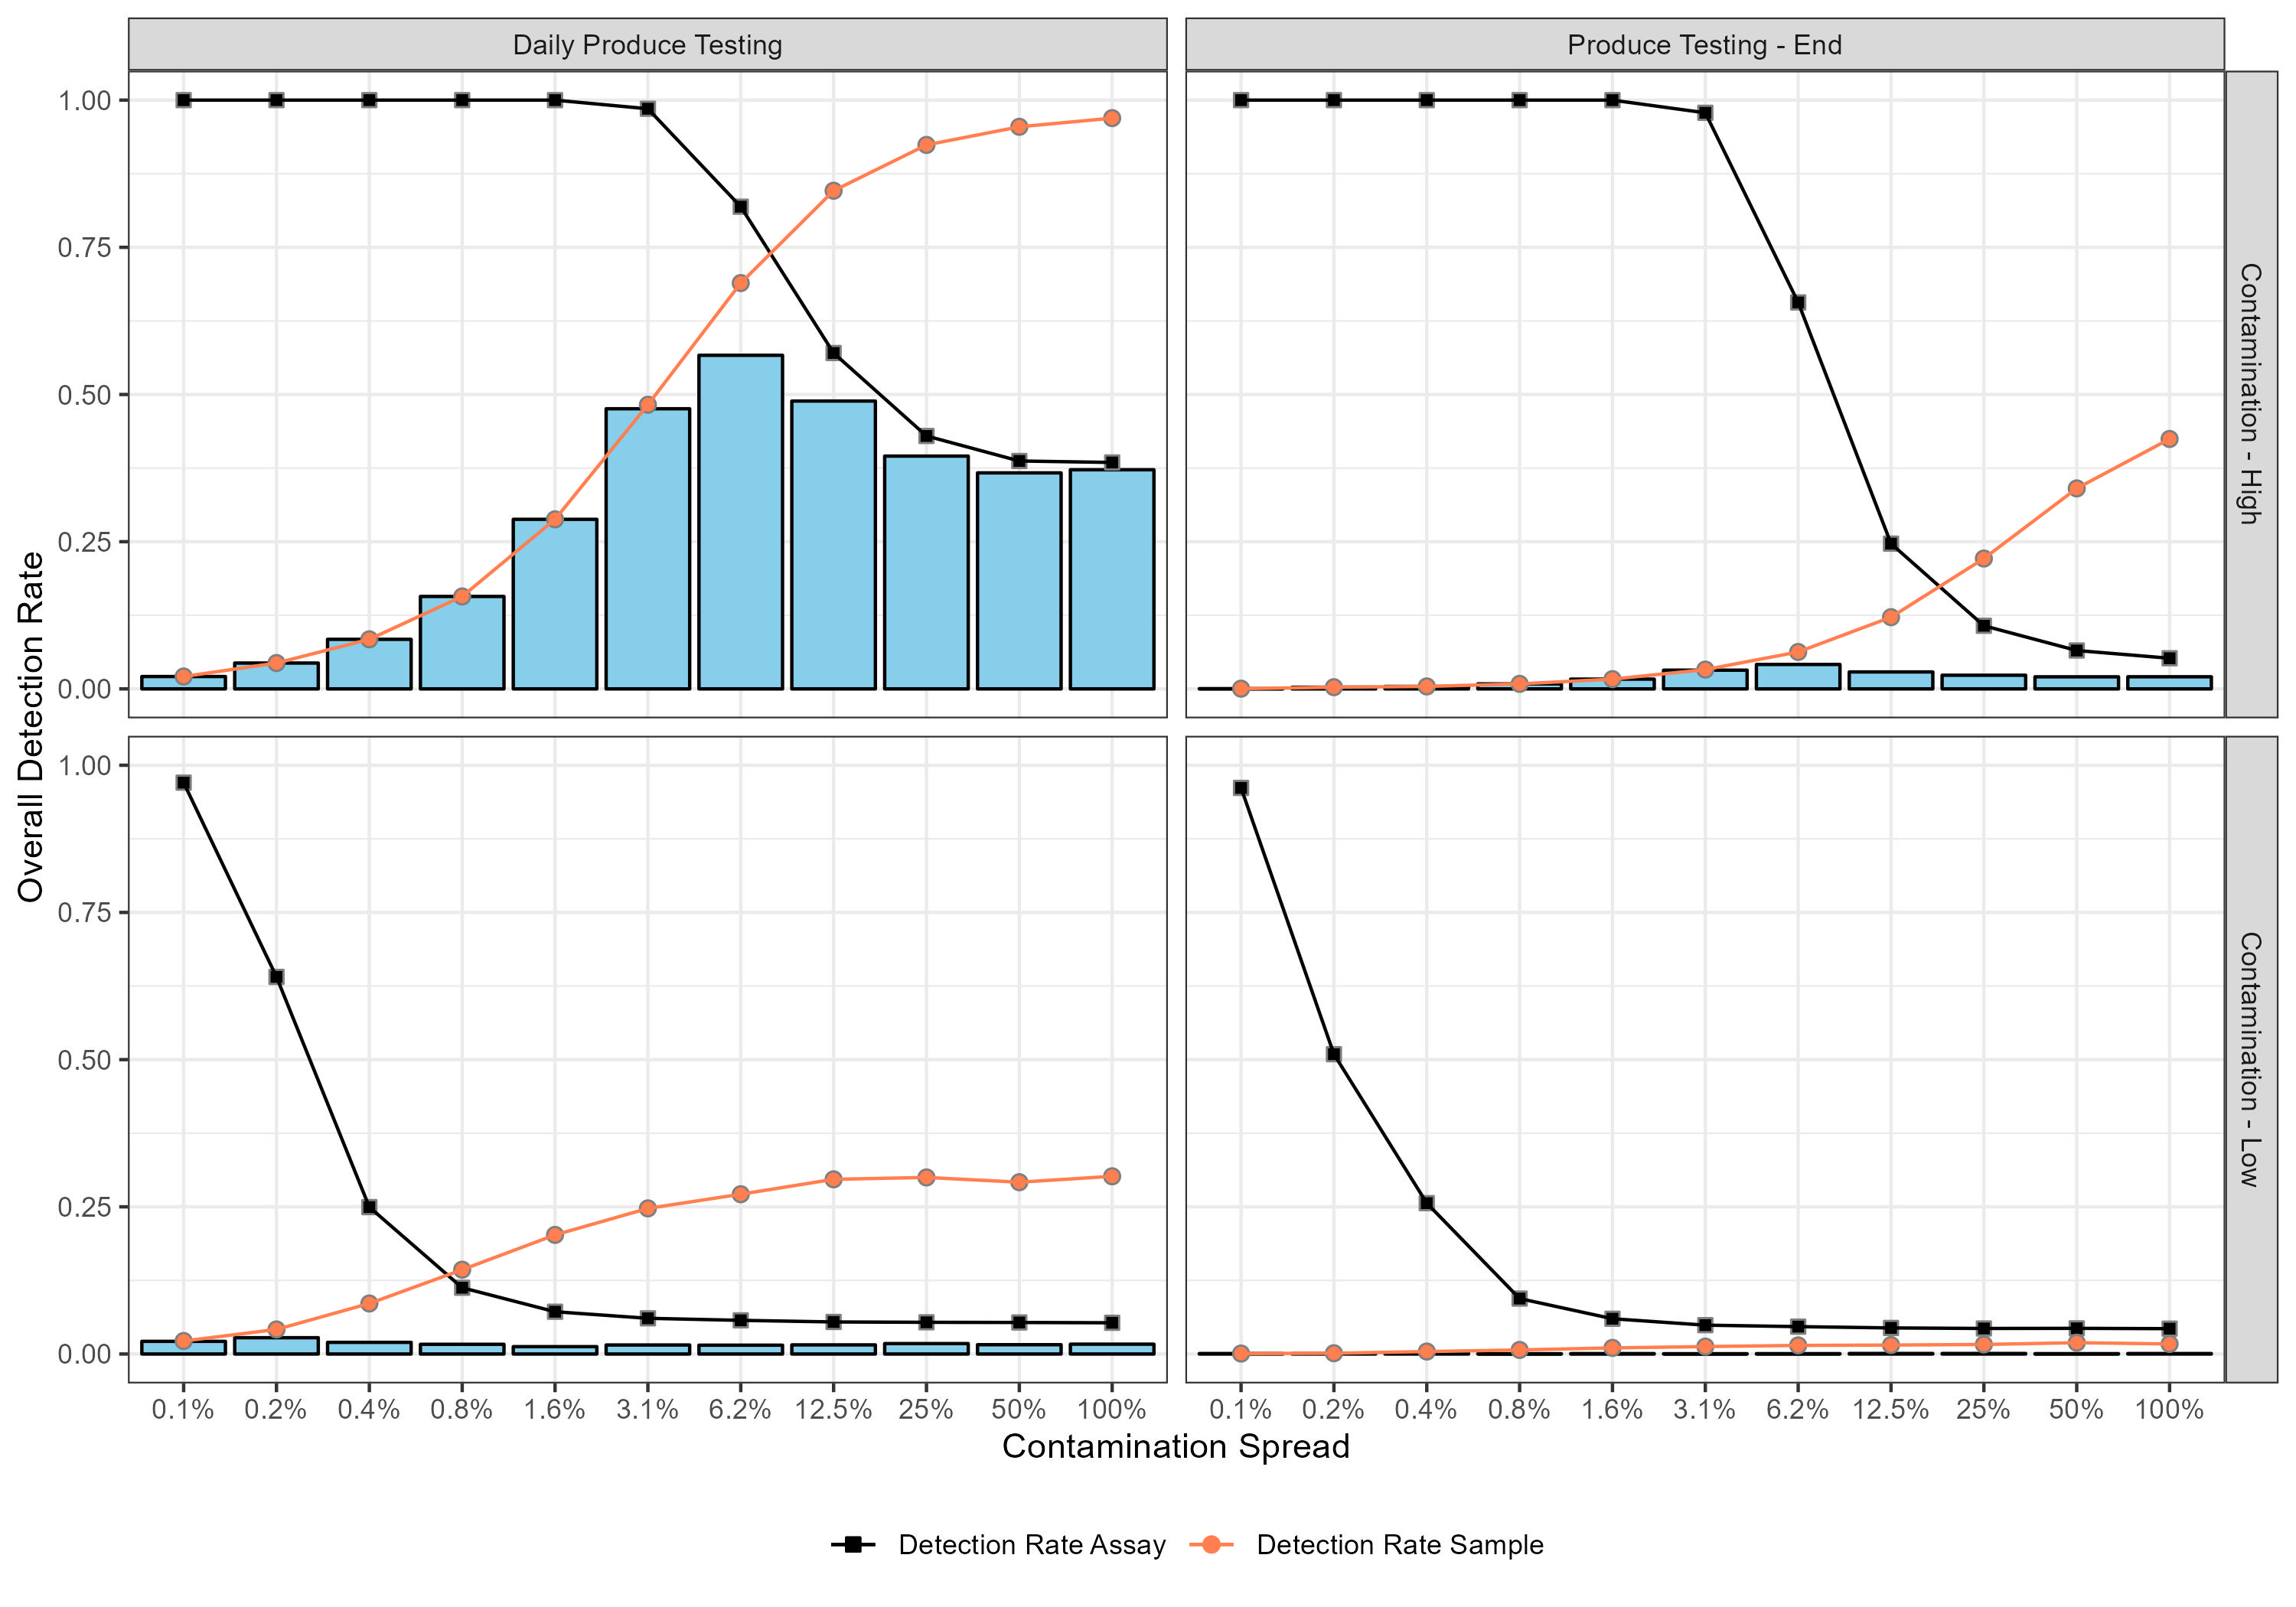 Daily Produce Testing
Produce Testing - End
Contamination - High
Contamination - Low
Overall Detection Rate
1.00
0.75
0.50
0.25
0.00
1.00
0.75
0.50
0.25
0.00
0.1% 0.2% 0.4% 0.8% 1.6% 3.1% 6.2% 12.5% 25% 50% 100%
0.1% 0.2% 0.4% 0.8% 1.6% 3.1% 6.2% 12.5% 25% 50% 100%
Contamination Spread
Detection Rate Assay
Detection Rate Sample